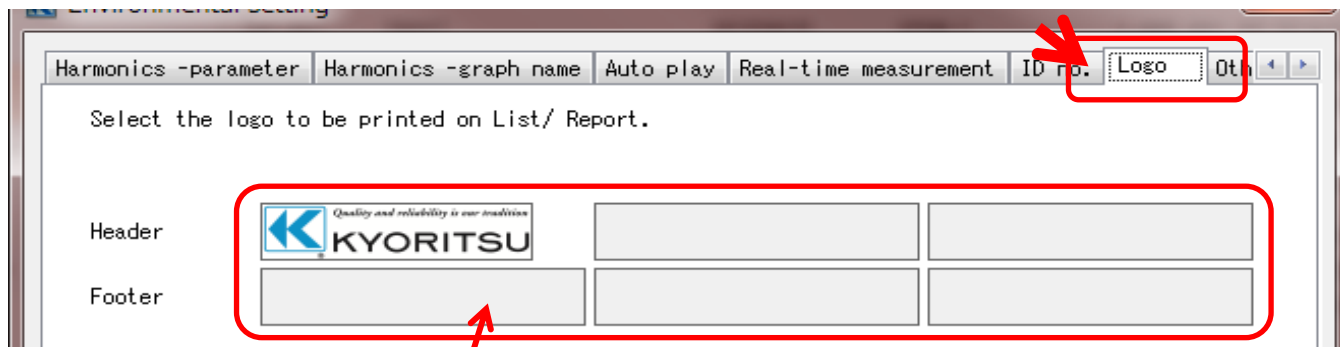 Environmental Setting
Harmonics -parameter Harmonics -graph name Auto play Real-time measurement ID no. Logo Oth
Select the logo to be printed on List/ Report.
Quality and reliability is our tradition
Header KYORITSU
Footer